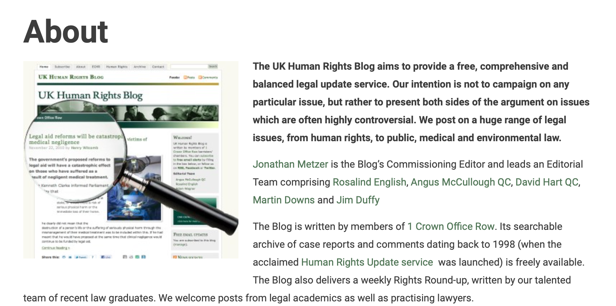 About
The UK Human Rights Blog aims to provide a free, comprehensive and
balanced legal update service. Our intention is not to campaign on any
particular issue, but rather to present both sides of the argument on issues
which are often highly controversial. We post on a huge range of legal
issues, from human rights, to public, medical and environmental law.
UK HUMAN RIGHTS BLOG
UK Human Rights Blog
Legal aid reforms will be catastrophic
medical negligence
The government's proposed reforms to
legal aid will have a catastrophic effect
on those who have suffered as a
result of negligent medical treatment.
Jonathan Metzer is the Blog's Commissioning Editor and leads an Editorial
Team comprising Rosalind English, Angus McCullough QC, David Hart QC,
Martin Downs and Jim Duffy
The Blog is written by members of 1 Crown Office Row. Its searchable
archive of case reports and comments dating back to 1998 (when the
acclaimed Human Rights Update service was launched) is freely available.
The Blog also delivers a weekly Rights Round-up, written by our talented
team of recent law graduates. We welcome posts from legal academics as well as practising lawyers.